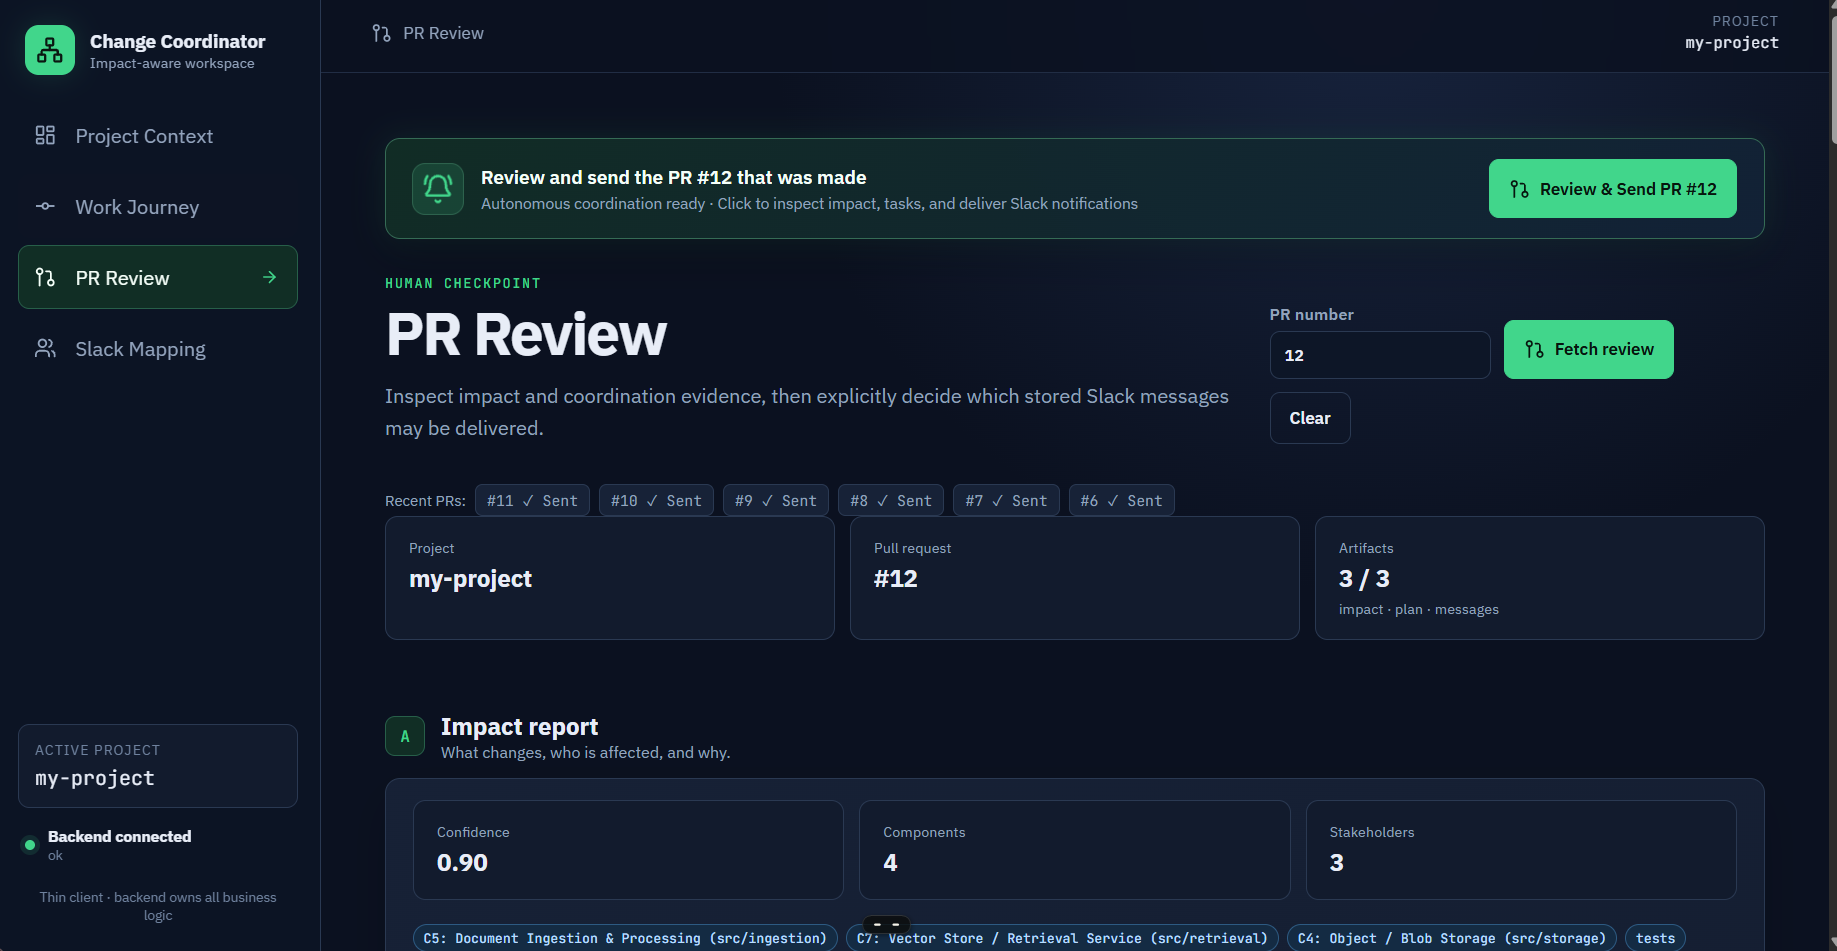 Change Coordinator
Impact-aware workspace
Project Context
Work Journey
PR Review
Slack Mapping
ACTIVE PROJECT
my-project
Backend connected
ok
Thin client · backend owns all business
logic
PR Review
PROJECT
my-project
Review and send the PR #12 that was made
Autonomous coordination ready · Click to inspect impact, tasks, and deliver Slack notifications
Review & Send PR #12
HUMAN CHECKPOINT
PR Review
Inspect impact and coordination evidence, then explicitly decide which stored Slack messages
may be delivered.
PR number
12
Fetch review
Clear
Recent PRs: #11 ✓ Sent #10 ✓ Sent #9 ✓ Sent #8 ✓ Sent #7 ✓ Sent #6 ✓ Sent
Project
my-project
Pull request
#12
Artifacts
3 / 3
impact · plan · messages
A
Impact report
What changes, who is affected, and why.
Confidence
0.90
Components
4
Stakeholders
3
C5: Document Ingestion & Processing (src/ingestion) C7: Vector Store / Retrieval Service (src/retrieval) C4: Object / Blob Storage (src/storage) tests